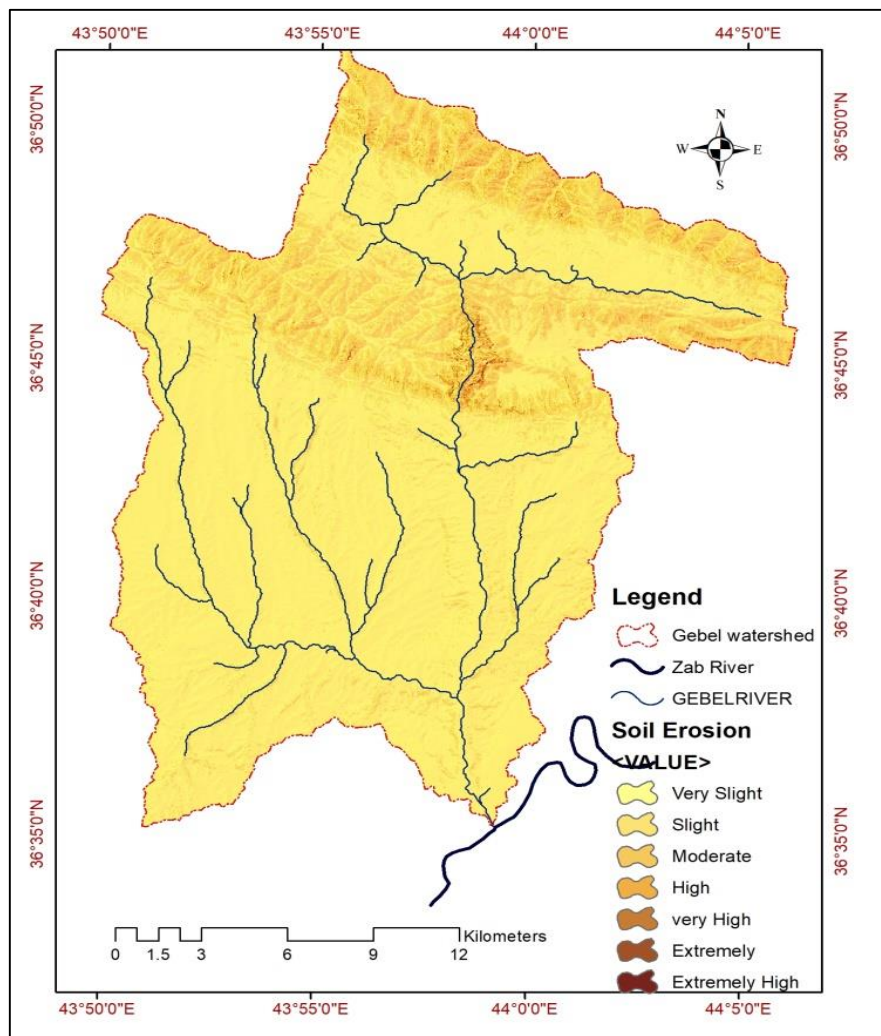 43°50'0"E 43°55'0"E 44°0'0"E 44°5'0"E
36°50'0"N
36°50'0"N
N
W E
S
36°45'0"N
36°45'0"N
36°40'0"N
36°40'0"N
Legend
Gebel watershed
Zab River
GEBELRIVER
Soil Erosion
<VALUE>
Very Slight
Slight
36°35'0"N
36°35'0"N
Moderate
High
very High
Extremely
Extremely High
Kilometers
0 1.5 3 6 9 12
43°50'0"E 43°55'0"E 44°0'0"E 44°5'0"E